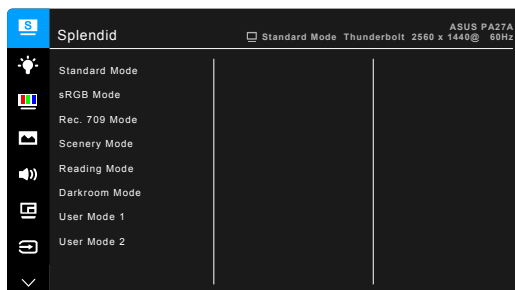 S
Splendid
ASUS PA27A
Standard Mode Thunderbolt 2560 x 1440@ 60Hz
Standard Mode
sRGB Mode
Rec. 709 Mode
Scenery Mode
Reading Mode
Darkroom Mode
User Mode 1
User Mode 2